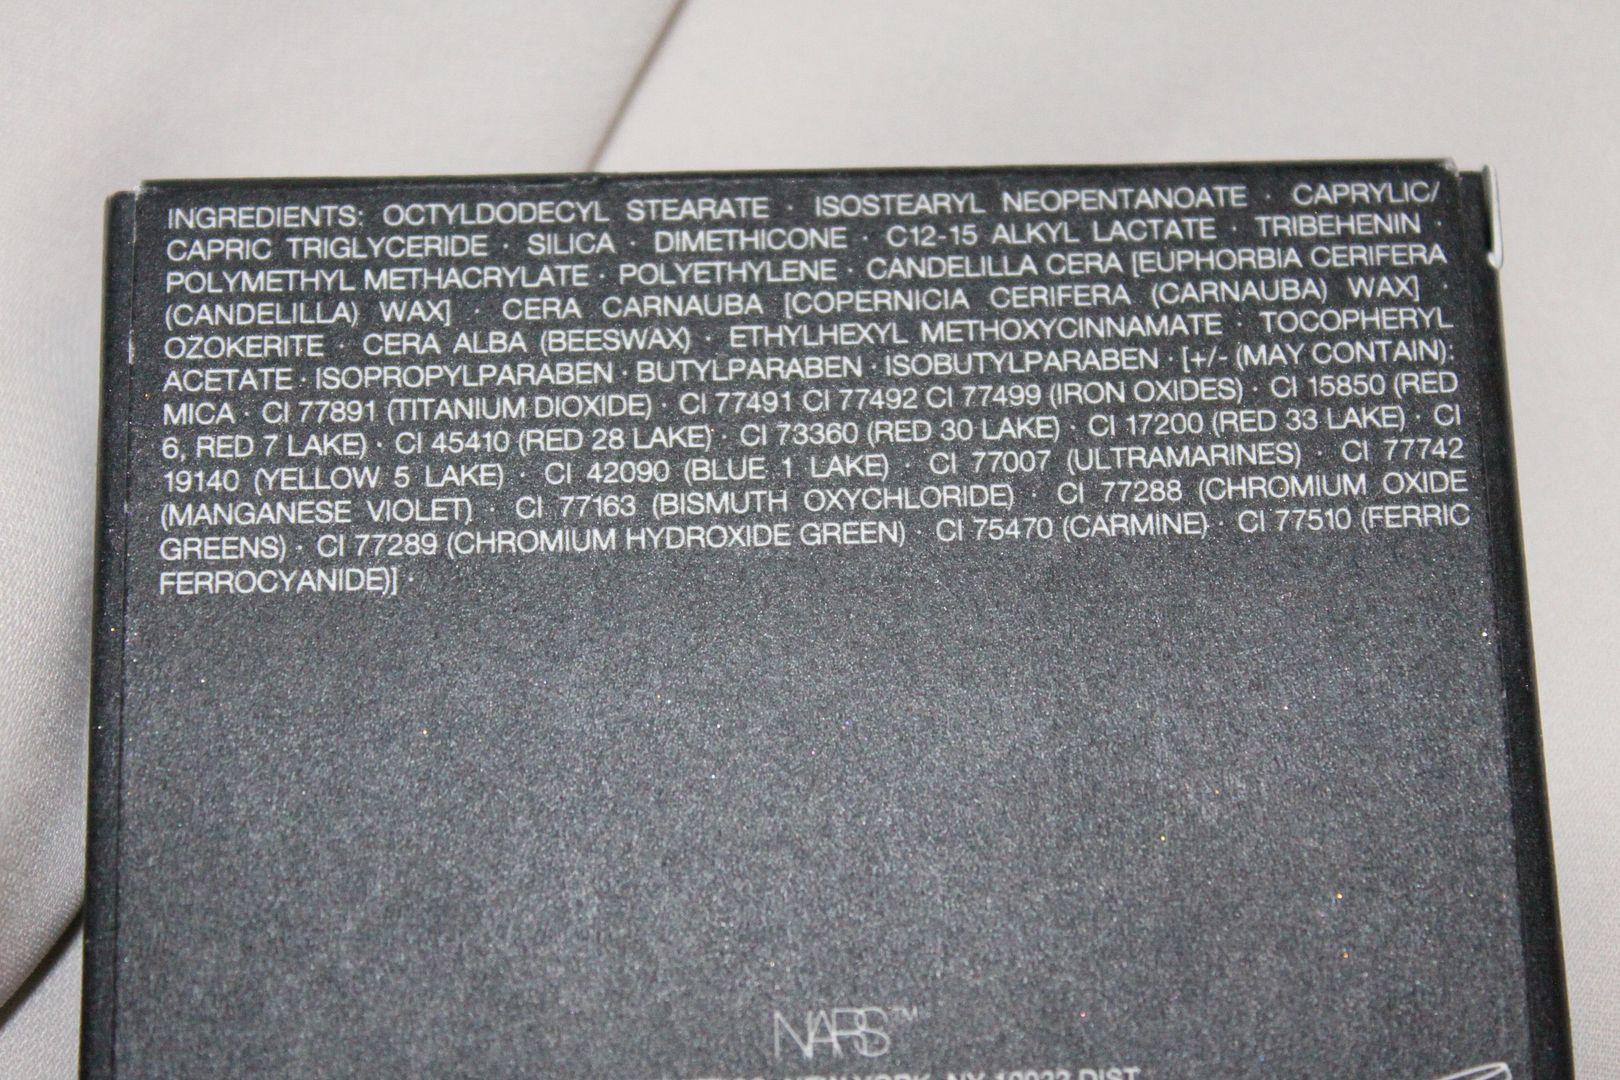 INGREDIENTS: OCTYLDODECYL STEARATE · ISOSTEARYL NEOPENTANOATE · CAPRYLIC/
CAPRIC TRIGLYCERIDE · SILICA · DIMETHICONE · C12-15 ALKYL LACTATE · TRIBEHENIN ·
POLYMETHYL METHACRYLATE · POLYETHYLENE · CANDELILLA CERA [EUPHORBIA CERIFERA
(CANDELILLA) WAX] · CERA CARNAUBA [COPERNICIA CERIFERA (CARNAUBA) WAX] ·
OZOKERITE · CERA ALBA (BEESWAX) · ETHYLHEXYL METHOXYCINNAMATE · TOCOPHERYL
ACETATE · ISOPROPYLPARABEN · BUTYLPARABEN · ISOBUTYLPARABEN · [+/- (MAY CONTAIN):
MICA · CI 77891 (TITANIUM DIOXIDE) · CI 77491 CI 77492 CI 77499 (IRON OXIDES) · CI 15850 (RED
6, RED 7 LAKE) · CI 45410 (RED 28 LAKE) · CI 73360 (RED 30 LAKE) · CI 17200 (RED 33 LAKE) · CI
19140 (YELLOW 5 LAKE) · CI 42090 (BLUE 1 LAKE) · CI 77007 (ULTRAMARINES) · CI 77742
(MANGANESE VIOLET) · CI 77163 (BISMUTH OXYCHLORIDE) · CI 77288 (CHROMIUM OXIDE
GREENS) · CI 77289 (CHROMIUM HYDROXIDE GREEN) · CI 75470 (CARMINE) · CI 77510 (FERRIC
FERROCYANIDE)] ·
NARS™
NEW YORK, NY 10022 DIST